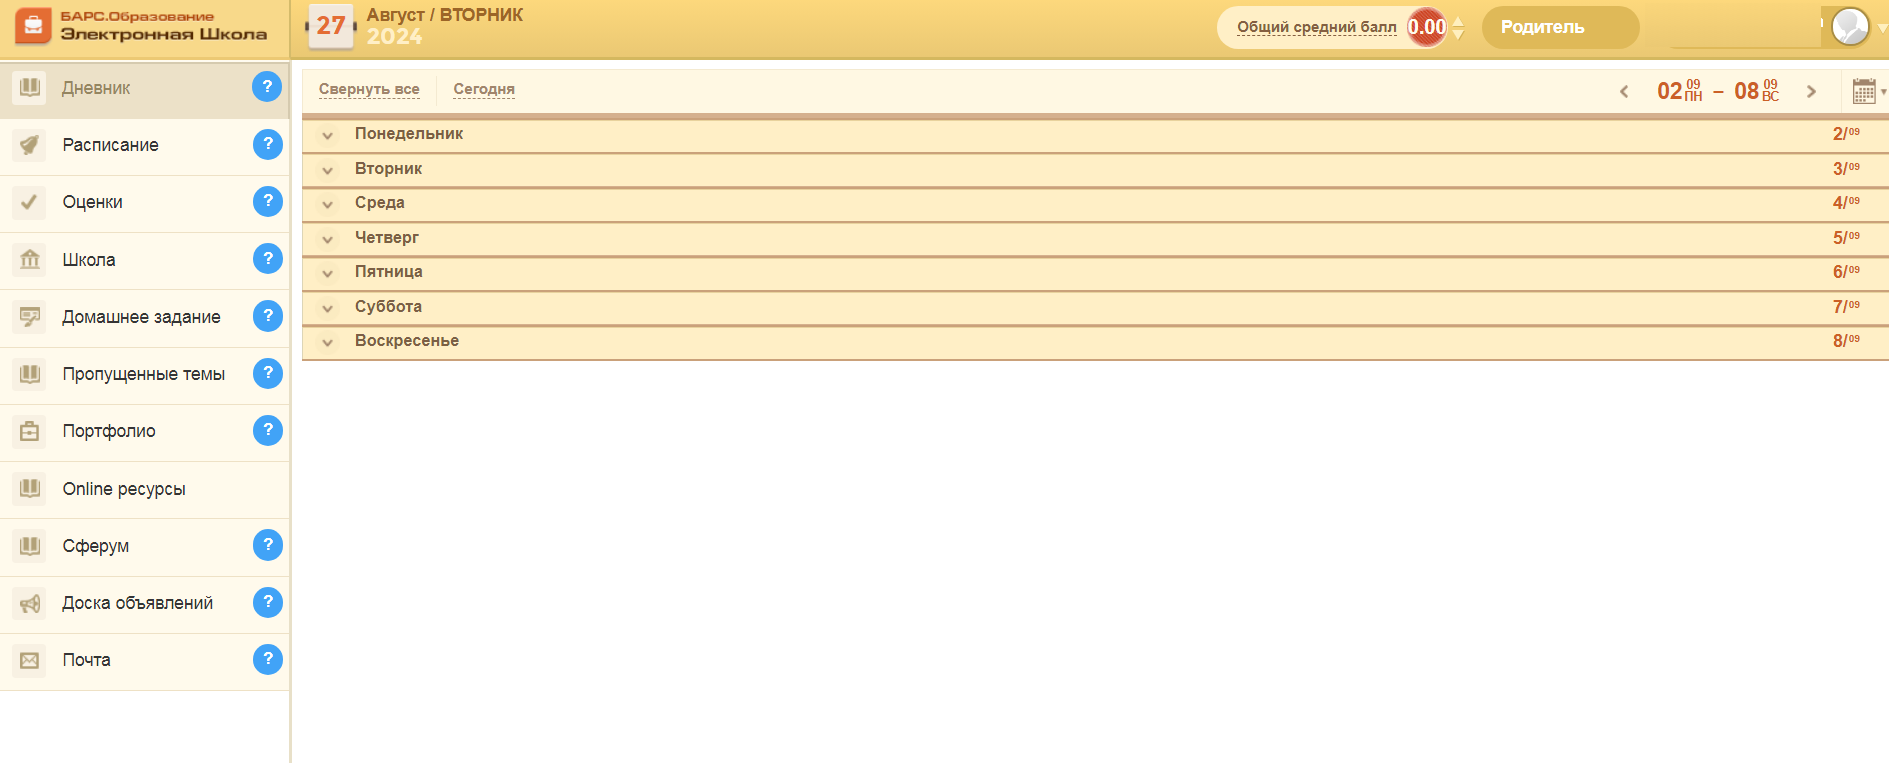 БАРС.Образование
Электронная Школа
27
Август / ВТОРНИК
2024
Общий средний балл 0.00
Родитель
Дневник ?
Расписание ?
Оценки ?
Школа ?
Домашнее задание ?
Пропущенные темы ?
Портфолио ?
Online ресурсы
Сферум ?
Доска объявлений ?
Почта ?
Свернуть все Сегодня
02 09 ПН – 08 09 ВС
Понедельник 2/09
Вторник 3/09
Среда 4/09
Четверг 5/09
Пятница 6/09
Суббота 7/09
Воскресенье 8/09